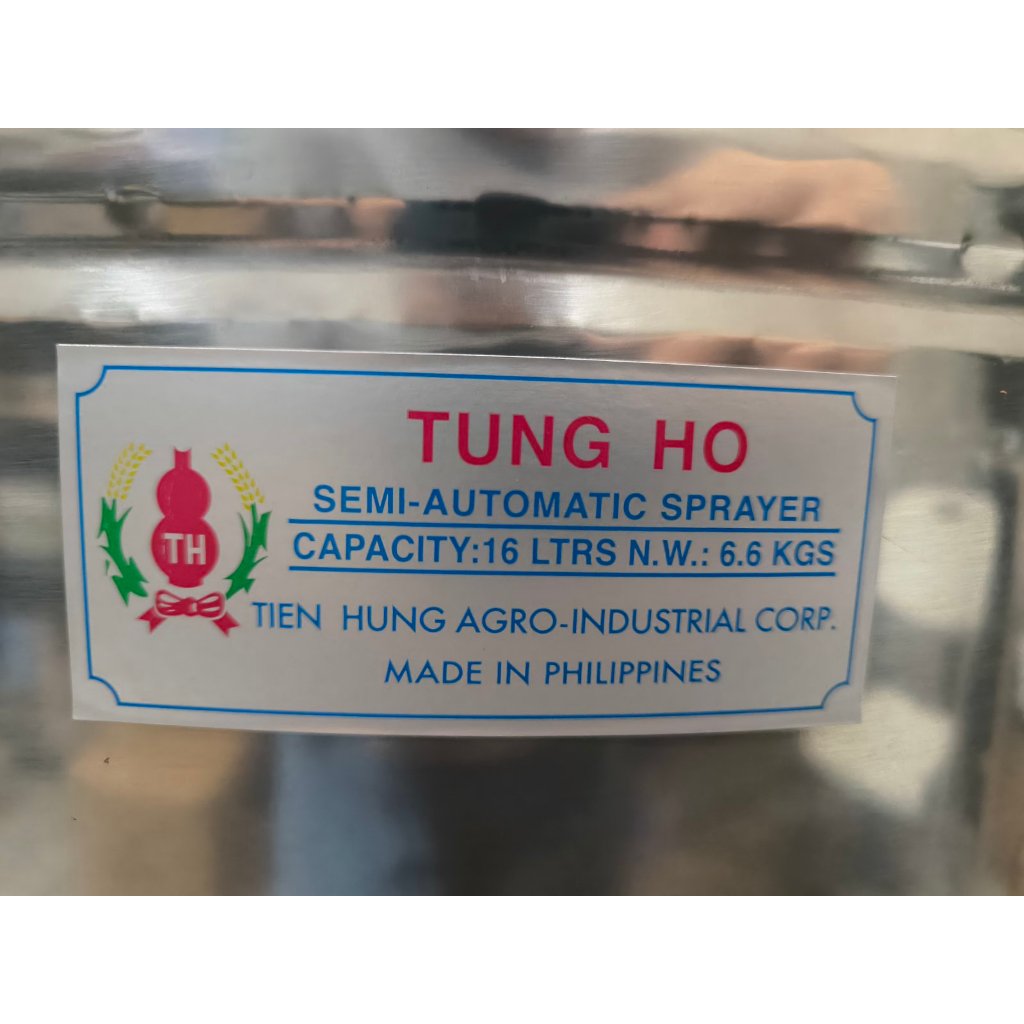 TUNG HO
SEMI-AUTOMATIC SPRAYER
CAPACITY:16 LTRS N.W.: 6.6 KGS
TH
TIEN HUNG AGRO-INDUSTRIAL CORP.
MADE IN PHILIPPINES